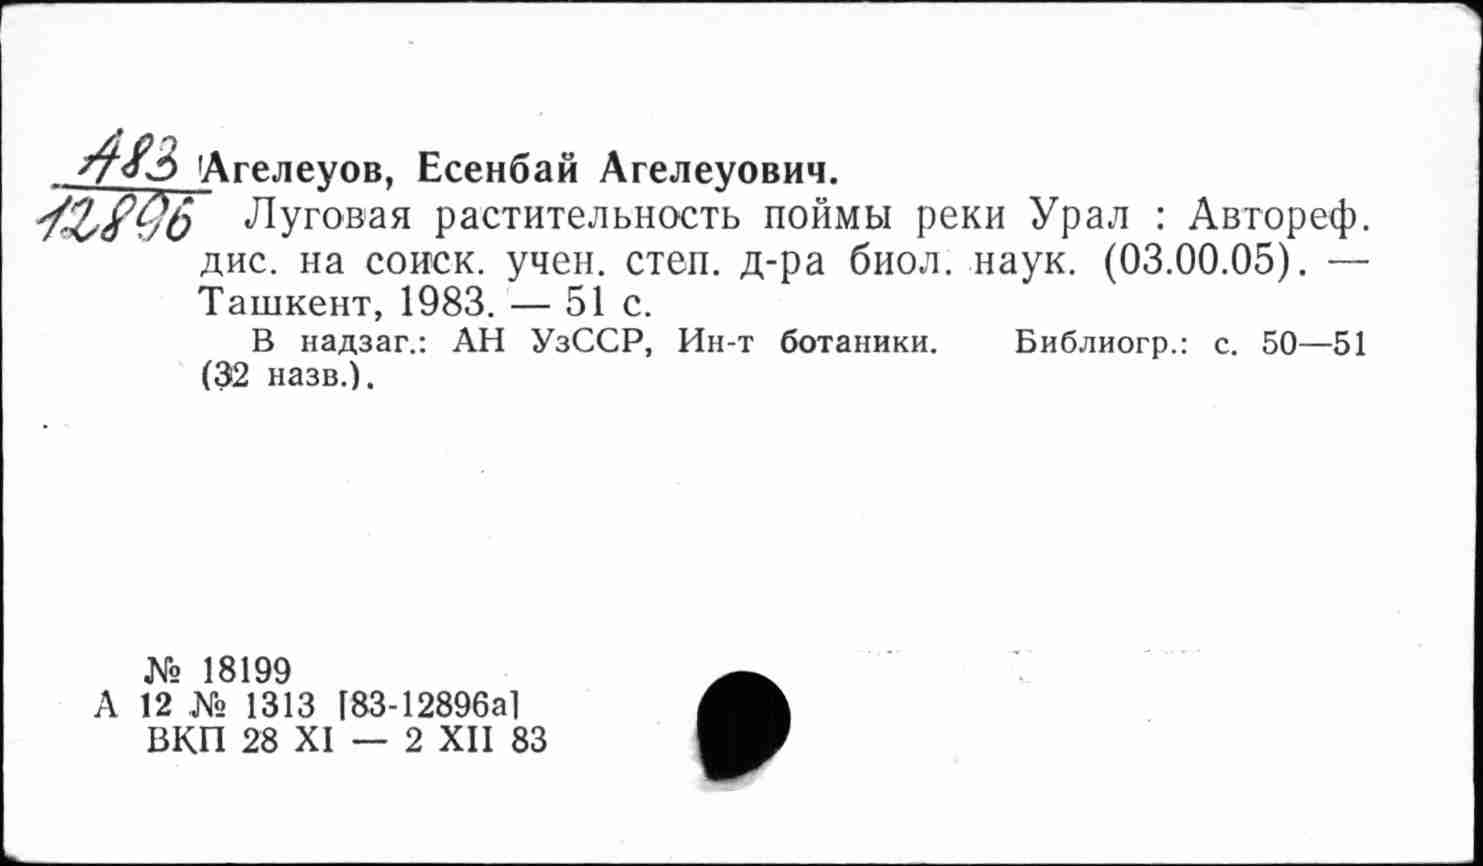 А83
12896
Агелеуов, Есенбай Агелеуович.
Луговая растительность поймы реки Урал : Автореф.
дис. на соиск. учен. степ. д-ра биол. наук. (03.00.05). —
Ташкент, 1983. — 51 с.
В надзаг.: АН УзССР, Ин-т ботаники. Библиогр.: с. 50—51
(32 назв.).
№ 18199
А 12 № 1313 [83-12896а]
ВКП 28 XI — 2 XII 83